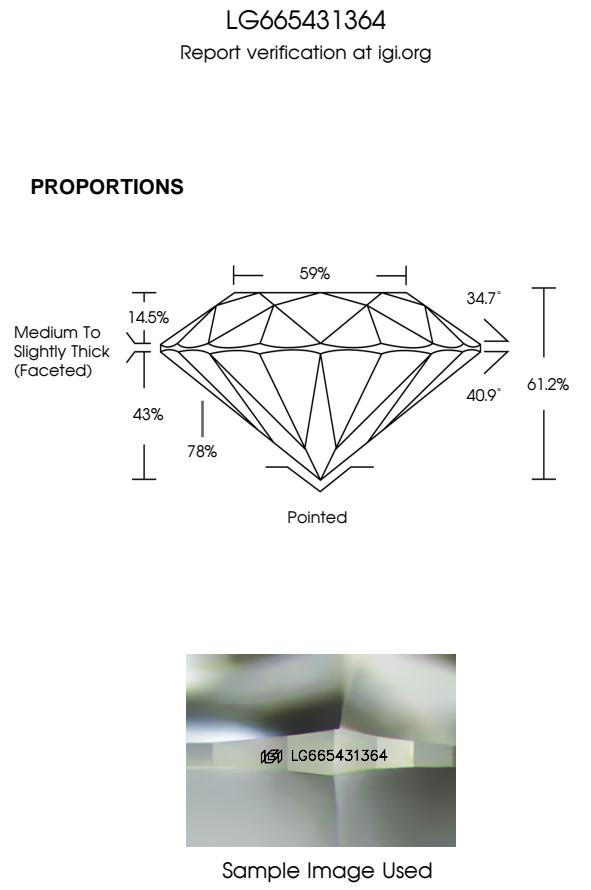 LG665431364
Report verification at igi.org
PROPORTIONS
59%
34.7°
14.5%
Medium To
Slightly Thick
(Faceted)
40.9°
61.2%
43%
78%
Pointed
IGI LG665431364
Sample Image Used